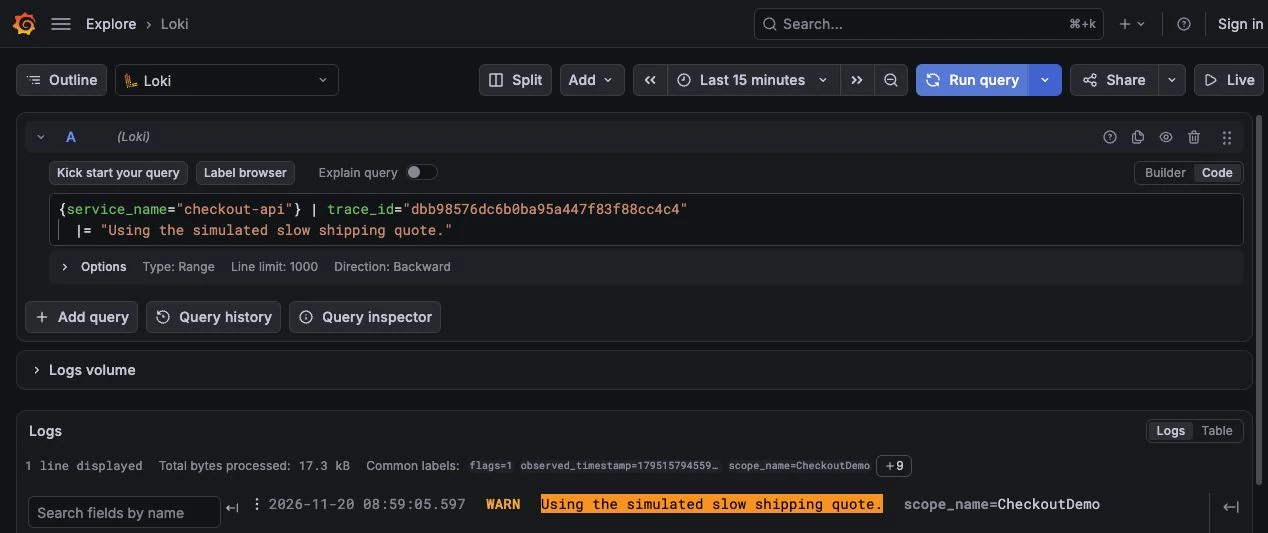 Explore › Loki Search... ⌘+k Sign in
Outline Loki Split Add Last 15 minutes Run query Share Live
A (Loki)
Kick start your query Label browser Explain query Builder Code
{service_name="checkout-api"} | trace_id="dbb98576dc6b0ba95a447f83f88cc4c4"
|= "Using the simulated slow shipping quote."
Options Type: Range Line limit: 1000 Direction: Backward
+ Add query Query history Query inspector
Logs volume
Logs Logs Table
1 line displayed Total bytes processed: 17.3 kB Common labels: flags=1 observed_timestamp=179515794559… scope_name=CheckoutDemo +9
Search fields by name 2026-11-20 08:59:05.597 WARN Using the simulated slow shipping quote. scope_name=CheckoutDemo